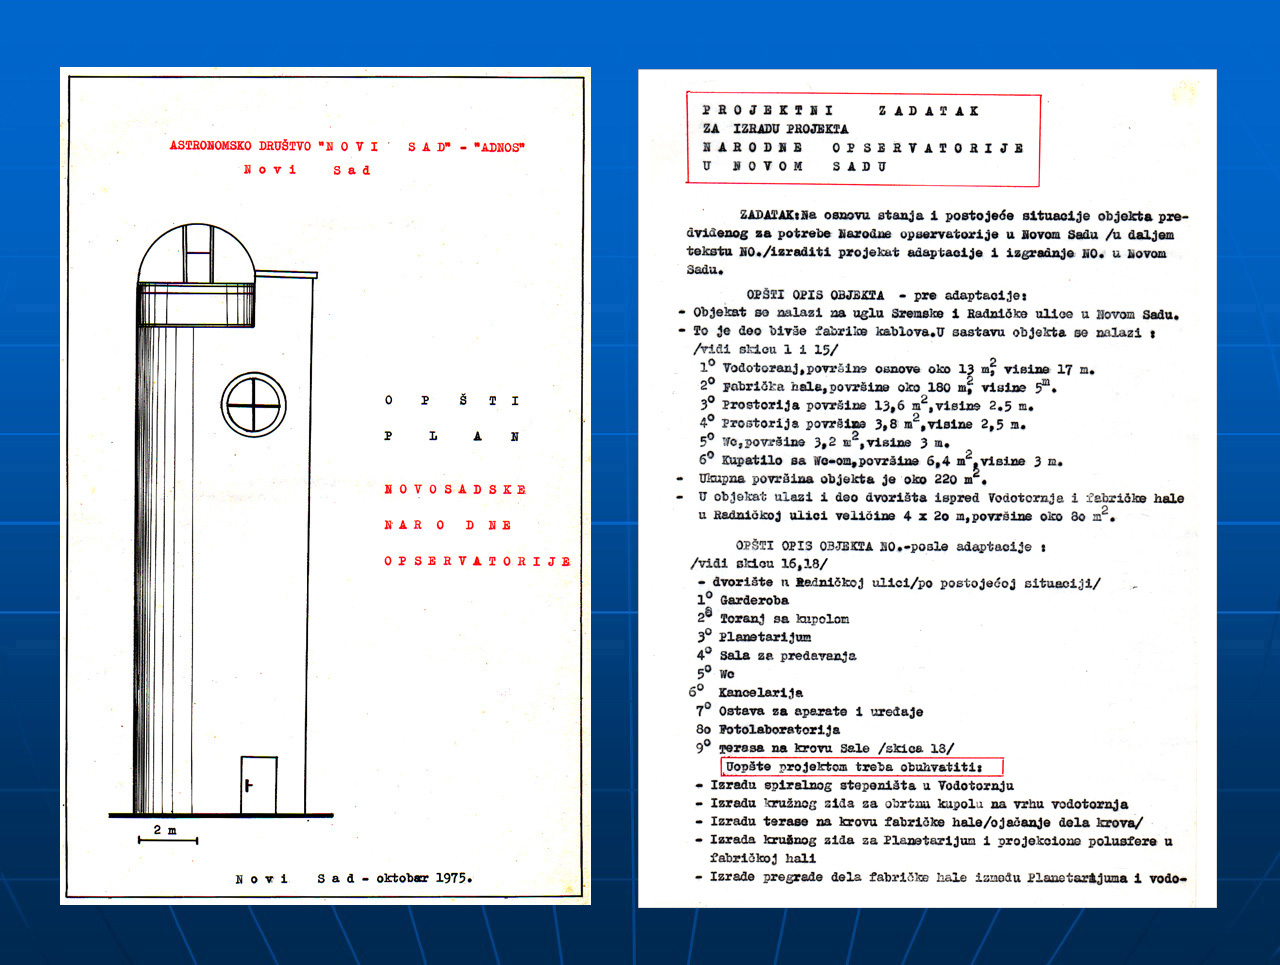 ASTRONOMSKO DRUŠTVO "N O V I   S A D" - "ADNOS"
N o v i   S a d
O P Š T I
P L A N
N O V O S A D S K E
N A R O D N E
O P S E R V A T O R I J E
2 m
N o v i   S a d - oktobar 1975.
P R O J E K T N I   Z A D A T A K
ZA IZRADU PROJEKTA
N A R O D N E   O P S E R V A T O R I J E
U   N O V O M   S A D U
ZADATAK:Na osnovu stanja i postojeće situacije objekta pre-
dviđenog za potrebe Narodne opservatorije u Novom Sadu /u daljem
tekstu NO./izraditi projekat adaptacije i izgradnje NO. u Novom
Sadu.
OPŠTI OPIS OBJEKTA - pre adaptacije:
- Objekat se nalazi na uglu Sremske i Radničke ulice u Novom Sadu.
- To je deo bivše fabrike kablova.U sastavu objekta se nalazi :
/vidi skicu 1 i 15/
1° Vodotoranj,površine osnove oko 13 m², visine 17 m.
2° Fabrička hala,površine oko 180 m², visine 5ᵐ.
3° Prostorija površine 13,6 m²,visine 2.5 m.
4° Prostorija površine 3,8 m²,visine 2,5 m.
5° Wc,površine 3,2 m²,visine 3 m.
6° Kupatilo sa Wc-om,površine 6,4 m²,visine 3 m.
- Ukupna površina objekta je oko 220 m².
- U objekat ulazi i deo dvorišta ispred Vodotornja i fabričke hale
u Radničkoj ulici veličine 4 x 2o m,površine oko 8o m².
OPŠTI OPIS OBJEKTA NO.-posle adaptacije :
/vidi skicu 16,18/
- dvorište u Radničkoj ulici/po postojećoj situaciji/
1° Garderoba
2° Toranj sa kupolom
3° Planetarijum
4° Sala za predavanja
5° Wc
6° Kancelarija
7° Ostava za aparate i uređaje
8o Fotolaboratorija
9° Terasa na krovu Sale /skica 18/
Uopšte projektom treba obuhvatiti:
- Izradu spiralnog stepeništa u Vodotornju
- Izradu kružnog zida za obrtnu kupolu na vrhu vodotornja
- Izradu terase na krovu fabričke hale/ojačanje dela krova/
- Izrada kružnog zida za Planetarijum i projekcione polusfere u
fabričkoj hali
- Izrade pregrade dela fabričke hale između Planetarijuma i vodo-